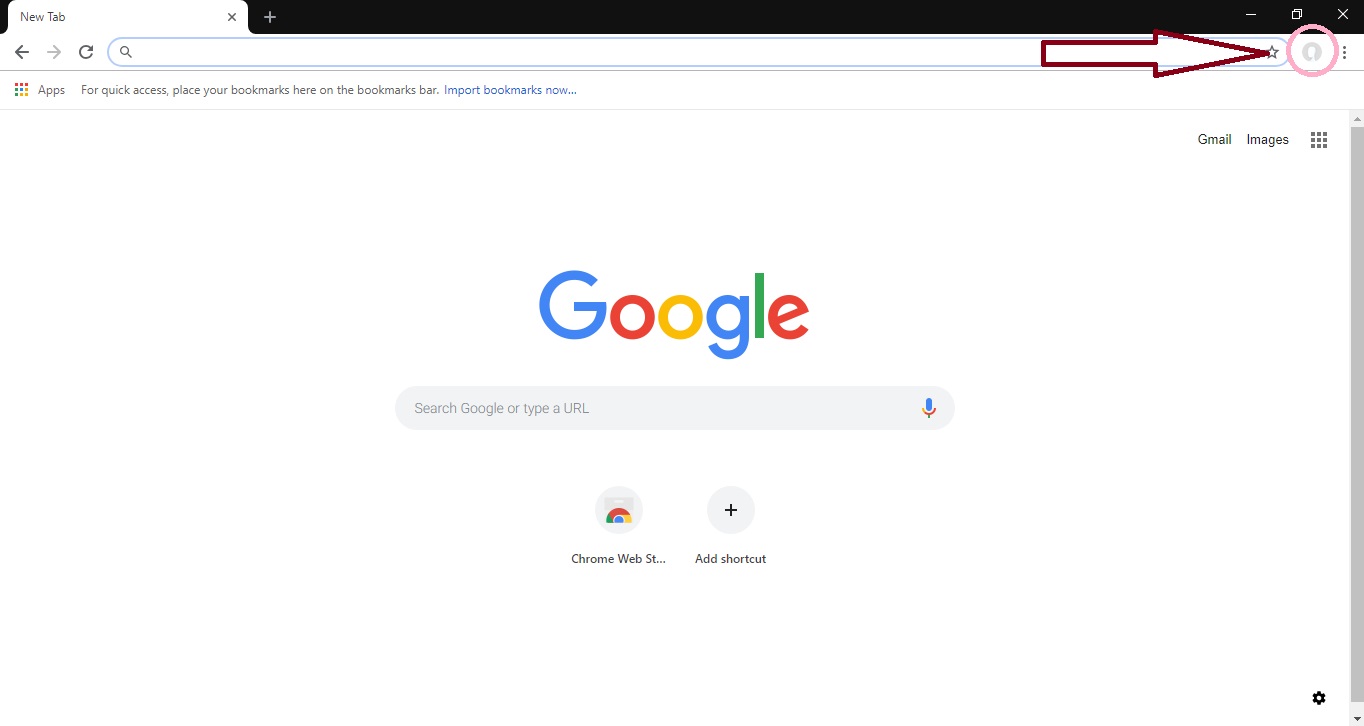 New Tab
Apps For quick access, place your bookmarks here on the bookmarks bar. Import bookmarks now...
Gmail Images
Google
Search Google or type a URL
Chrome Web St... Add shortcut